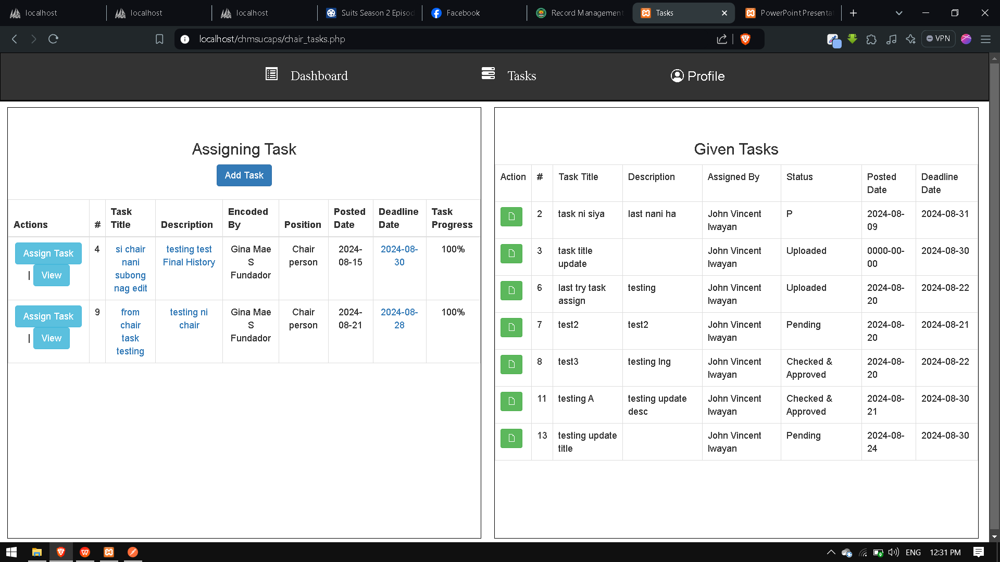 localhost
localhost
localhost
Suits Season 2 Episod
Facebook
Record Management
Tasks
PowerPoint Presenta
localhost/chmsucaps/chair_tasks.php
VPN
Dashboard
Tasks
Profile
Assigning Task
Add Task
Actions # Task Title Description Encoded By Position Posted Date Deadline Date Task Progress
Assign Task | View 4 si chair nani subong nag edit testing test Final History Gina Mae S Fundador Chair person 2024-08-15 2024-08-30 100%
Assign Task | View 9 from chair task testing testing ni chair Gina Mae S Fundador Chair person 2024-08-21 2024-08-28 100%
Given Tasks
Action # Task Title Description Assigned By Status Posted Date Deadline Date
2 task ni siya last nani ha John Vincent Iwayan P 2024-08-09 2024-08-31
3 task title update John Vincent Iwayan Uploaded 0000-00-00 2024-08-30
6 last try task assign testing John Vincent Iwayan Uploaded 2024-08-20 2024-08-22
7 test2 test2 John Vincent Iwayan Pending 2024-08-20 2024-08-21
8 test3 testing lng John Vincent Iwayan Checked & Approved 2024-08-20 2024-08-22
11 testing A testing update desc John Vincent Iwayan Checked & Approved 2024-08-21 2024-08-30
13 testing update title John Vincent Iwayan Pending 2024-08-24 2024-08-30
ENG
12:31 PM